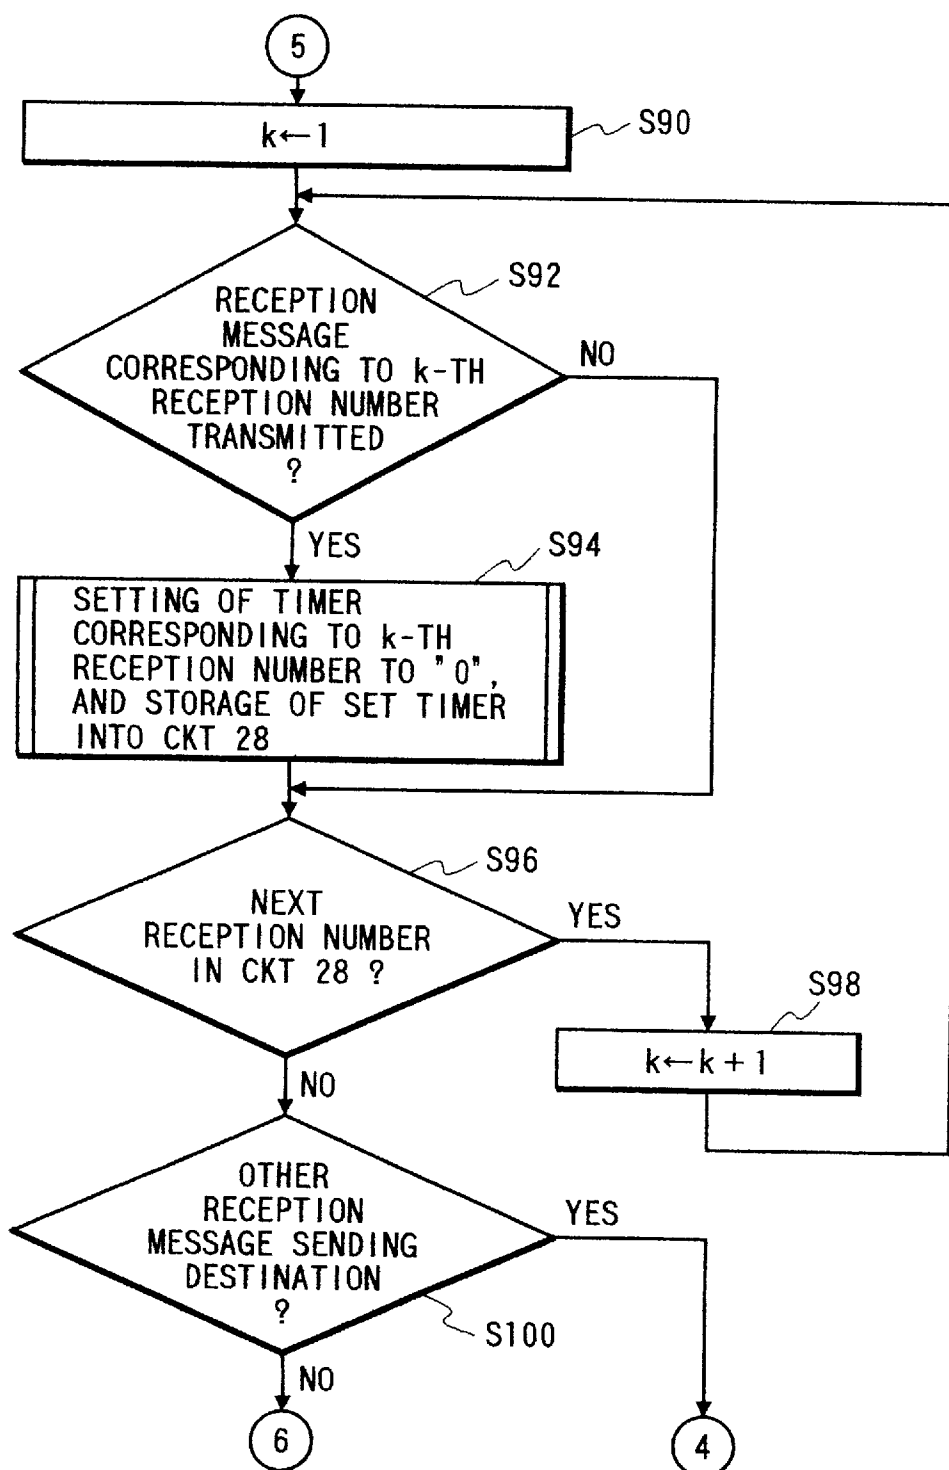 5
k←1
S90
S92
RECEPTION
MESSAGE
CORRESPONDING TO k-TH
RECEPTION NUMBER
TRANSMITTED
?
NO
YES
S94
SETTING OF TIMER
CORRESPONDING TO k-TH
RECEPTION NUMBER TO "0",
AND STORAGE OF SET TIMER
INTO CKT 28
S96
NEXT
RECEPTION NUMBER
IN CKT 28 ?
YES
S98
k←k+1
NO
OTHER
RECEPTION
MESSAGE SENDING
DESTINATION
?
YES
S100
NO
6
4